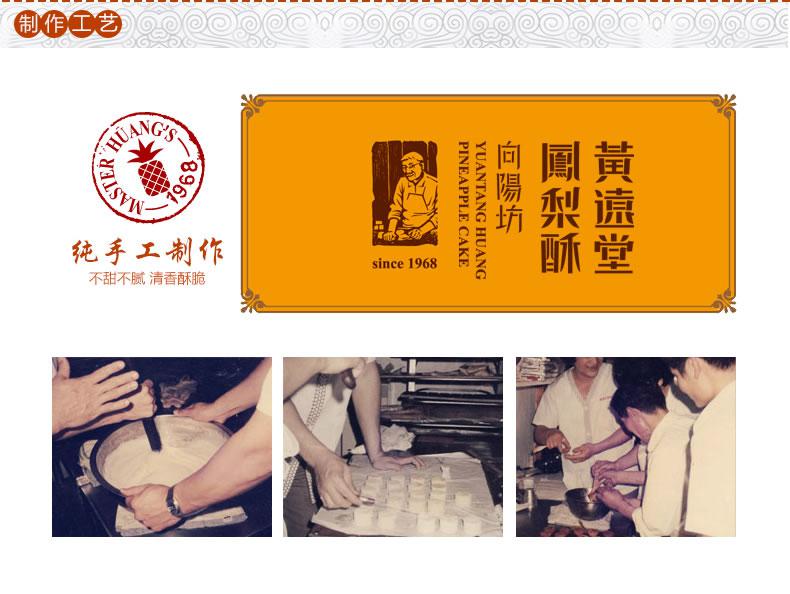 制作工艺
MASTER HUANG'S
1968
纯手工制作
不甜不腻 清香酥脆
黃遠堂
鳳梨酥
向陽坊
YUANTANG HUANG
PINEAPPLE CAKE
since 1968